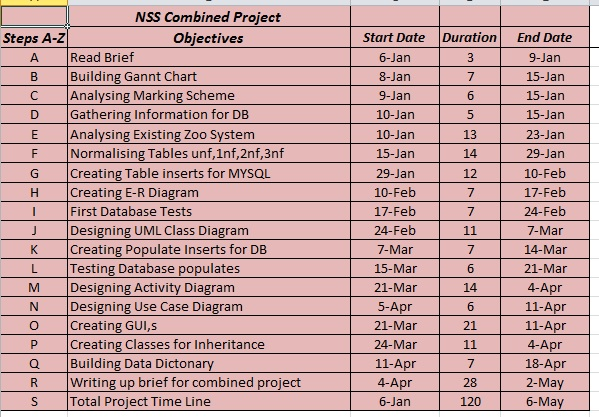 NSS Combined Project
Steps A-Z Objectives Start Date Duration End Date
A Read Brief 6-Jan 3 9-Jan
B Building Gannt Chart 8-Jan 7 15-Jan
C Analysing Marking Scheme 9-Jan 6 15-Jan
D Gathering Information for DB 10-Jan 5 15-Jan
E Analysing Existing Zoo System 10-Jan 13 23-Jan
F Normalising Tables unf,1nf,2nf,3nf 15-Jan 14 29-Jan
G Creating Table inserts for MYSQL 29-Jan 12 10-Feb
H Creating E-R Diagram 10-Feb 7 17-Feb
I First Database Tests 17-Feb 7 24-Feb
J Designing UML Class Diagram 24-Feb 11 7-Mar
K Creating Populate Inserts for DB 7-Mar 7 14-Mar
L Testing Database populates 15-Mar 6 21-Mar
M Designing Activity Diagram 21-Mar 14 4-Apr
N Designing Use Case Diagram 5-Apr 6 11-Apr
O Creating GUI,s 21-Mar 21 11-Apr
P Creating Classes for Inheritance 24-Mar 11 4-Apr
Q Building Data Dictonary 11-Apr 7 18-Apr
R Writing up brief for combined project 4-Apr 28 2-May
S Total Project Time Line 6-Jan 120 6-May